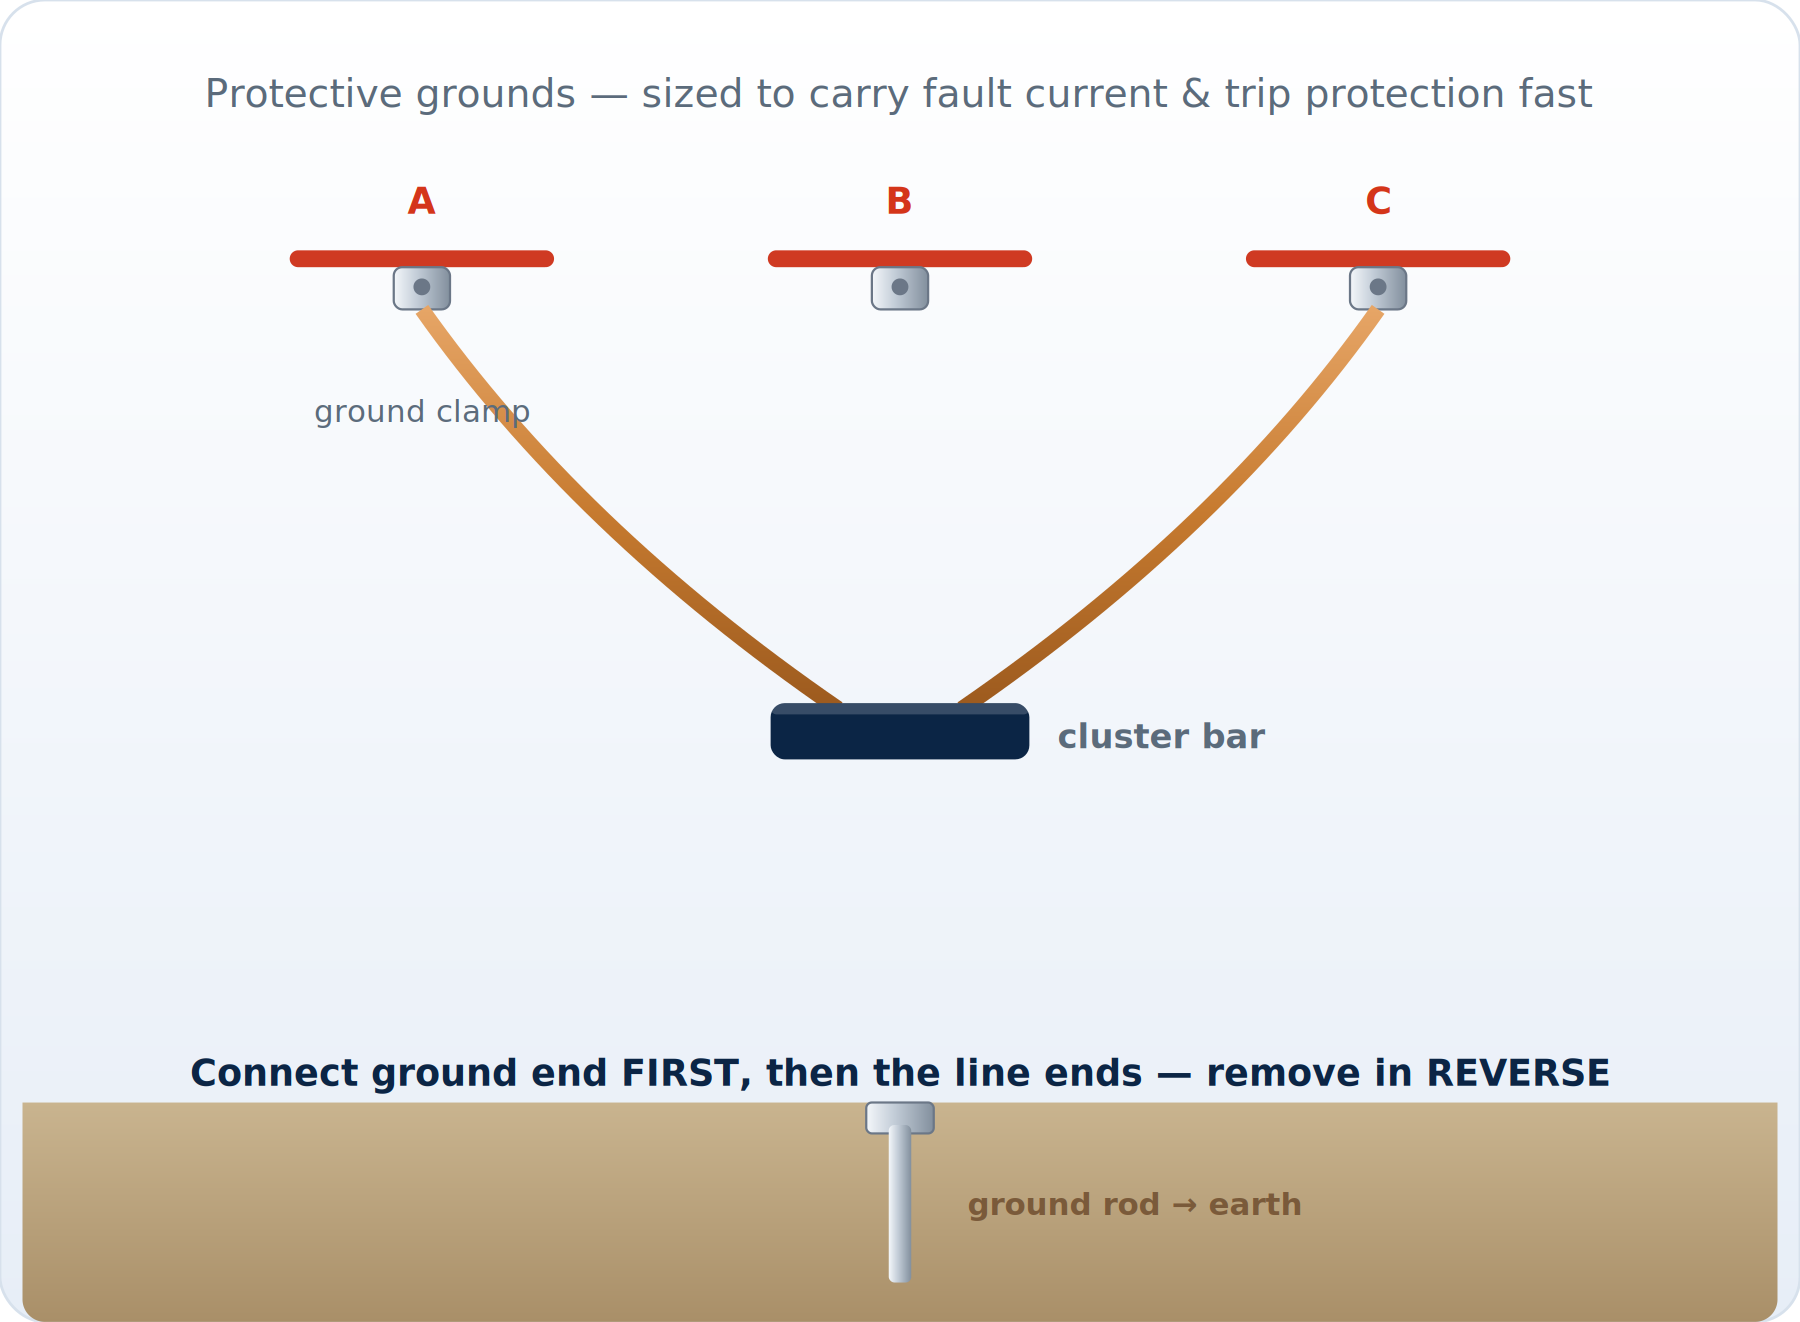 Protective grounds — sized to carry fault current & trip protection fast
A
B
C
ground clamp
cluster bar
Connect ground end FIRST, then the line ends — remove in REVERSE
ground rod → earth